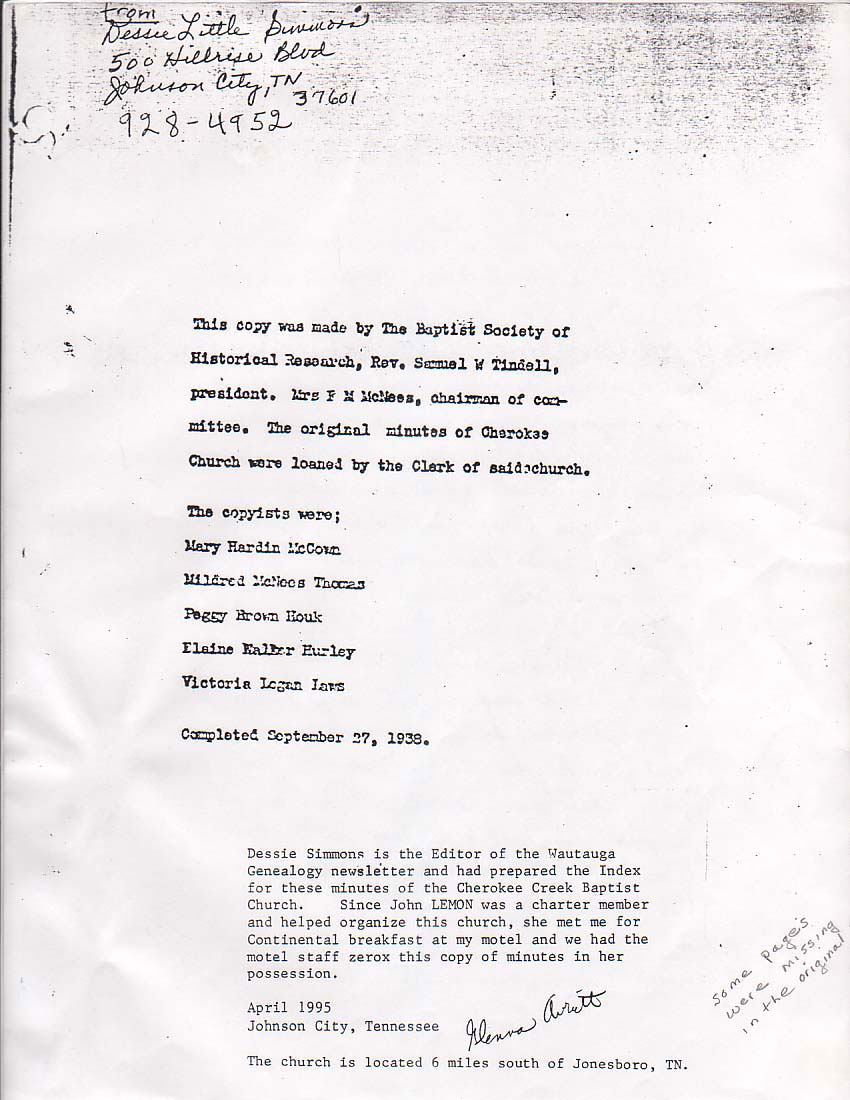 from
Dessie Little Simmons
500 Hillrise Blvd
Johnson City, TN
37601
928-4952
This copy was made by The Baptist Society of
Historical Research, Rev. Samuel W Tindell,
president. Mrs F M McNees, chairman of com-
mittee. The original minutes of Cherokee
Church were loaned by the Clerk of said church.
The copyists were;
Mary Hardin McCown
Mildred McNees Thomas
Peggy Brown Houk
Elaine Walker Hurley
Victoria Logan Laws
Completed September 27, 1938.
Dessie Simmons is the Editor of the Wautauga
Genealogy newsletter and had prepared the Index
for these minutes of the Cherokee Creek Baptist
Church. Since John LEMON was a charter member
and helped organize this church, she met me for
Continental breakfast at my motel and we had the
motel staff zerox this copy of minutes in her
possession.
April 1995
Johnson City, Tennessee
Glenna Avritt
The church is located 6 miles south of Jonesboro, TN.
some pages
were missing
in the original